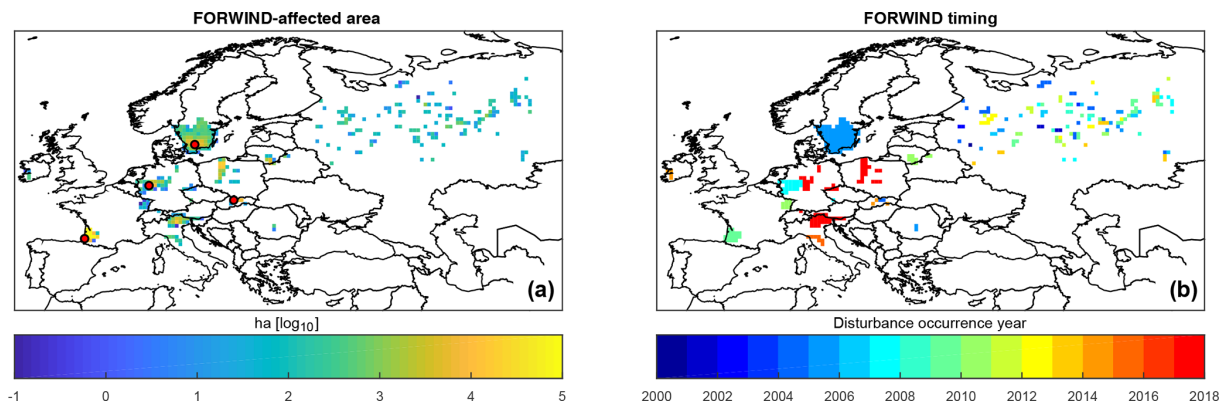 FORWIND-affected area
FORWIND timing
(a)
(b)
ha [log10]
Disturbance occurrence year
-1 0 1 2 3 4 5
2000 2002 2004 2006 2008 2010 2012 2014 2016 2018